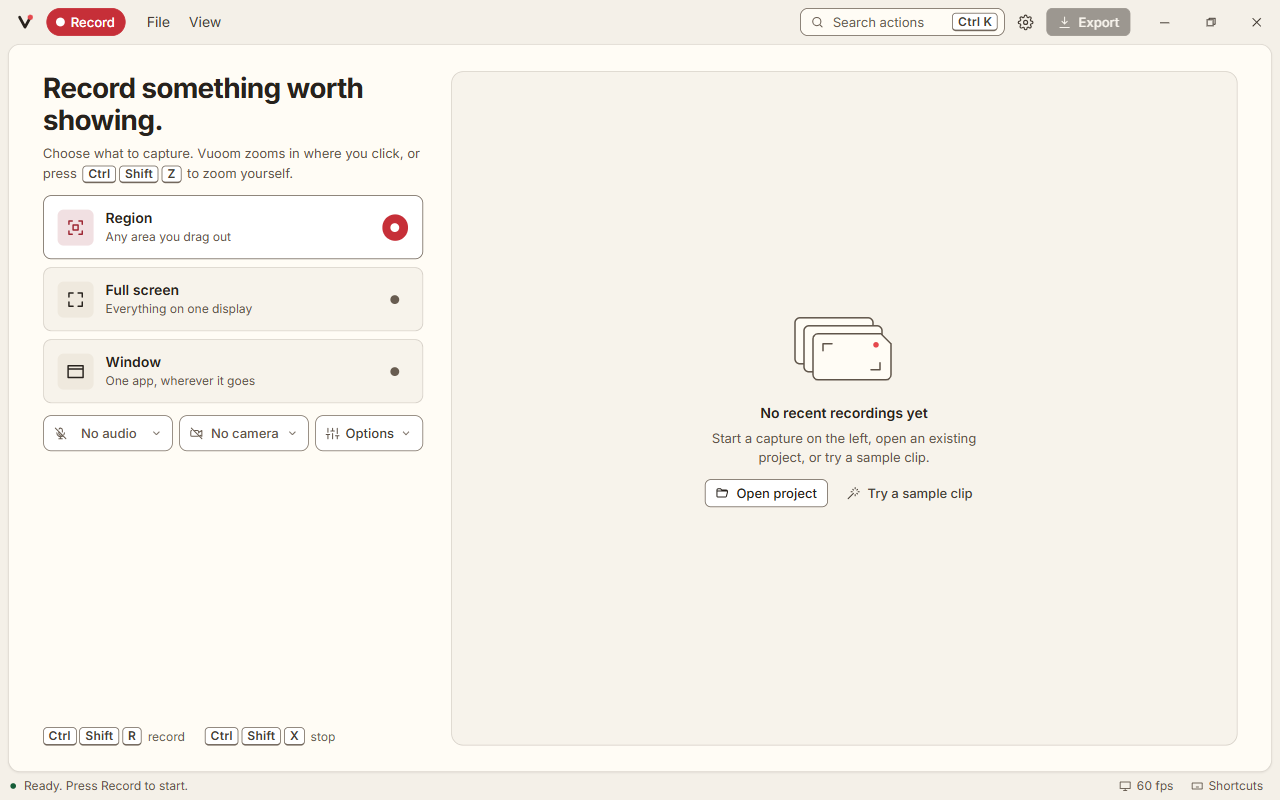 Record
File
View
Search actions
Ctrl K
Export
Record something worth
showing.
Choose what to capture. Vuoom zooms in where you click, or
press Ctrl Shift Z to zoom yourself.
Region
Any area you drag out
Full screen
Everything on one display
Window
One app, wherever it goes
No audio
No camera
Options
Ctrl Shift R record
Ctrl Shift X stop
No recent recordings yet
Start a capture on the left, open an existing
project, or try a sample clip.
Open project
Try a sample clip
Ready. Press Record to start.
60 fps
Shortcuts